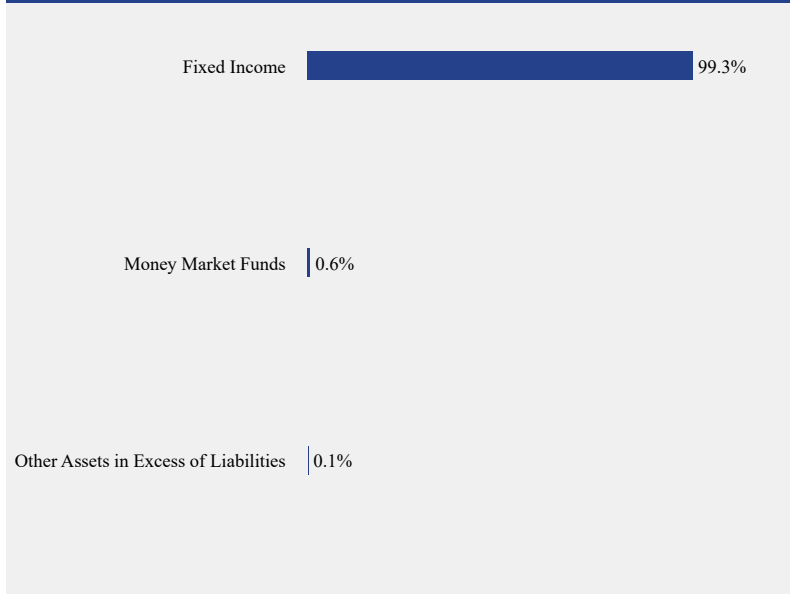 Fixed Income 99.3%
Money Market Funds 0.6%
Other Assets in Excess of Liabilities 0.1%